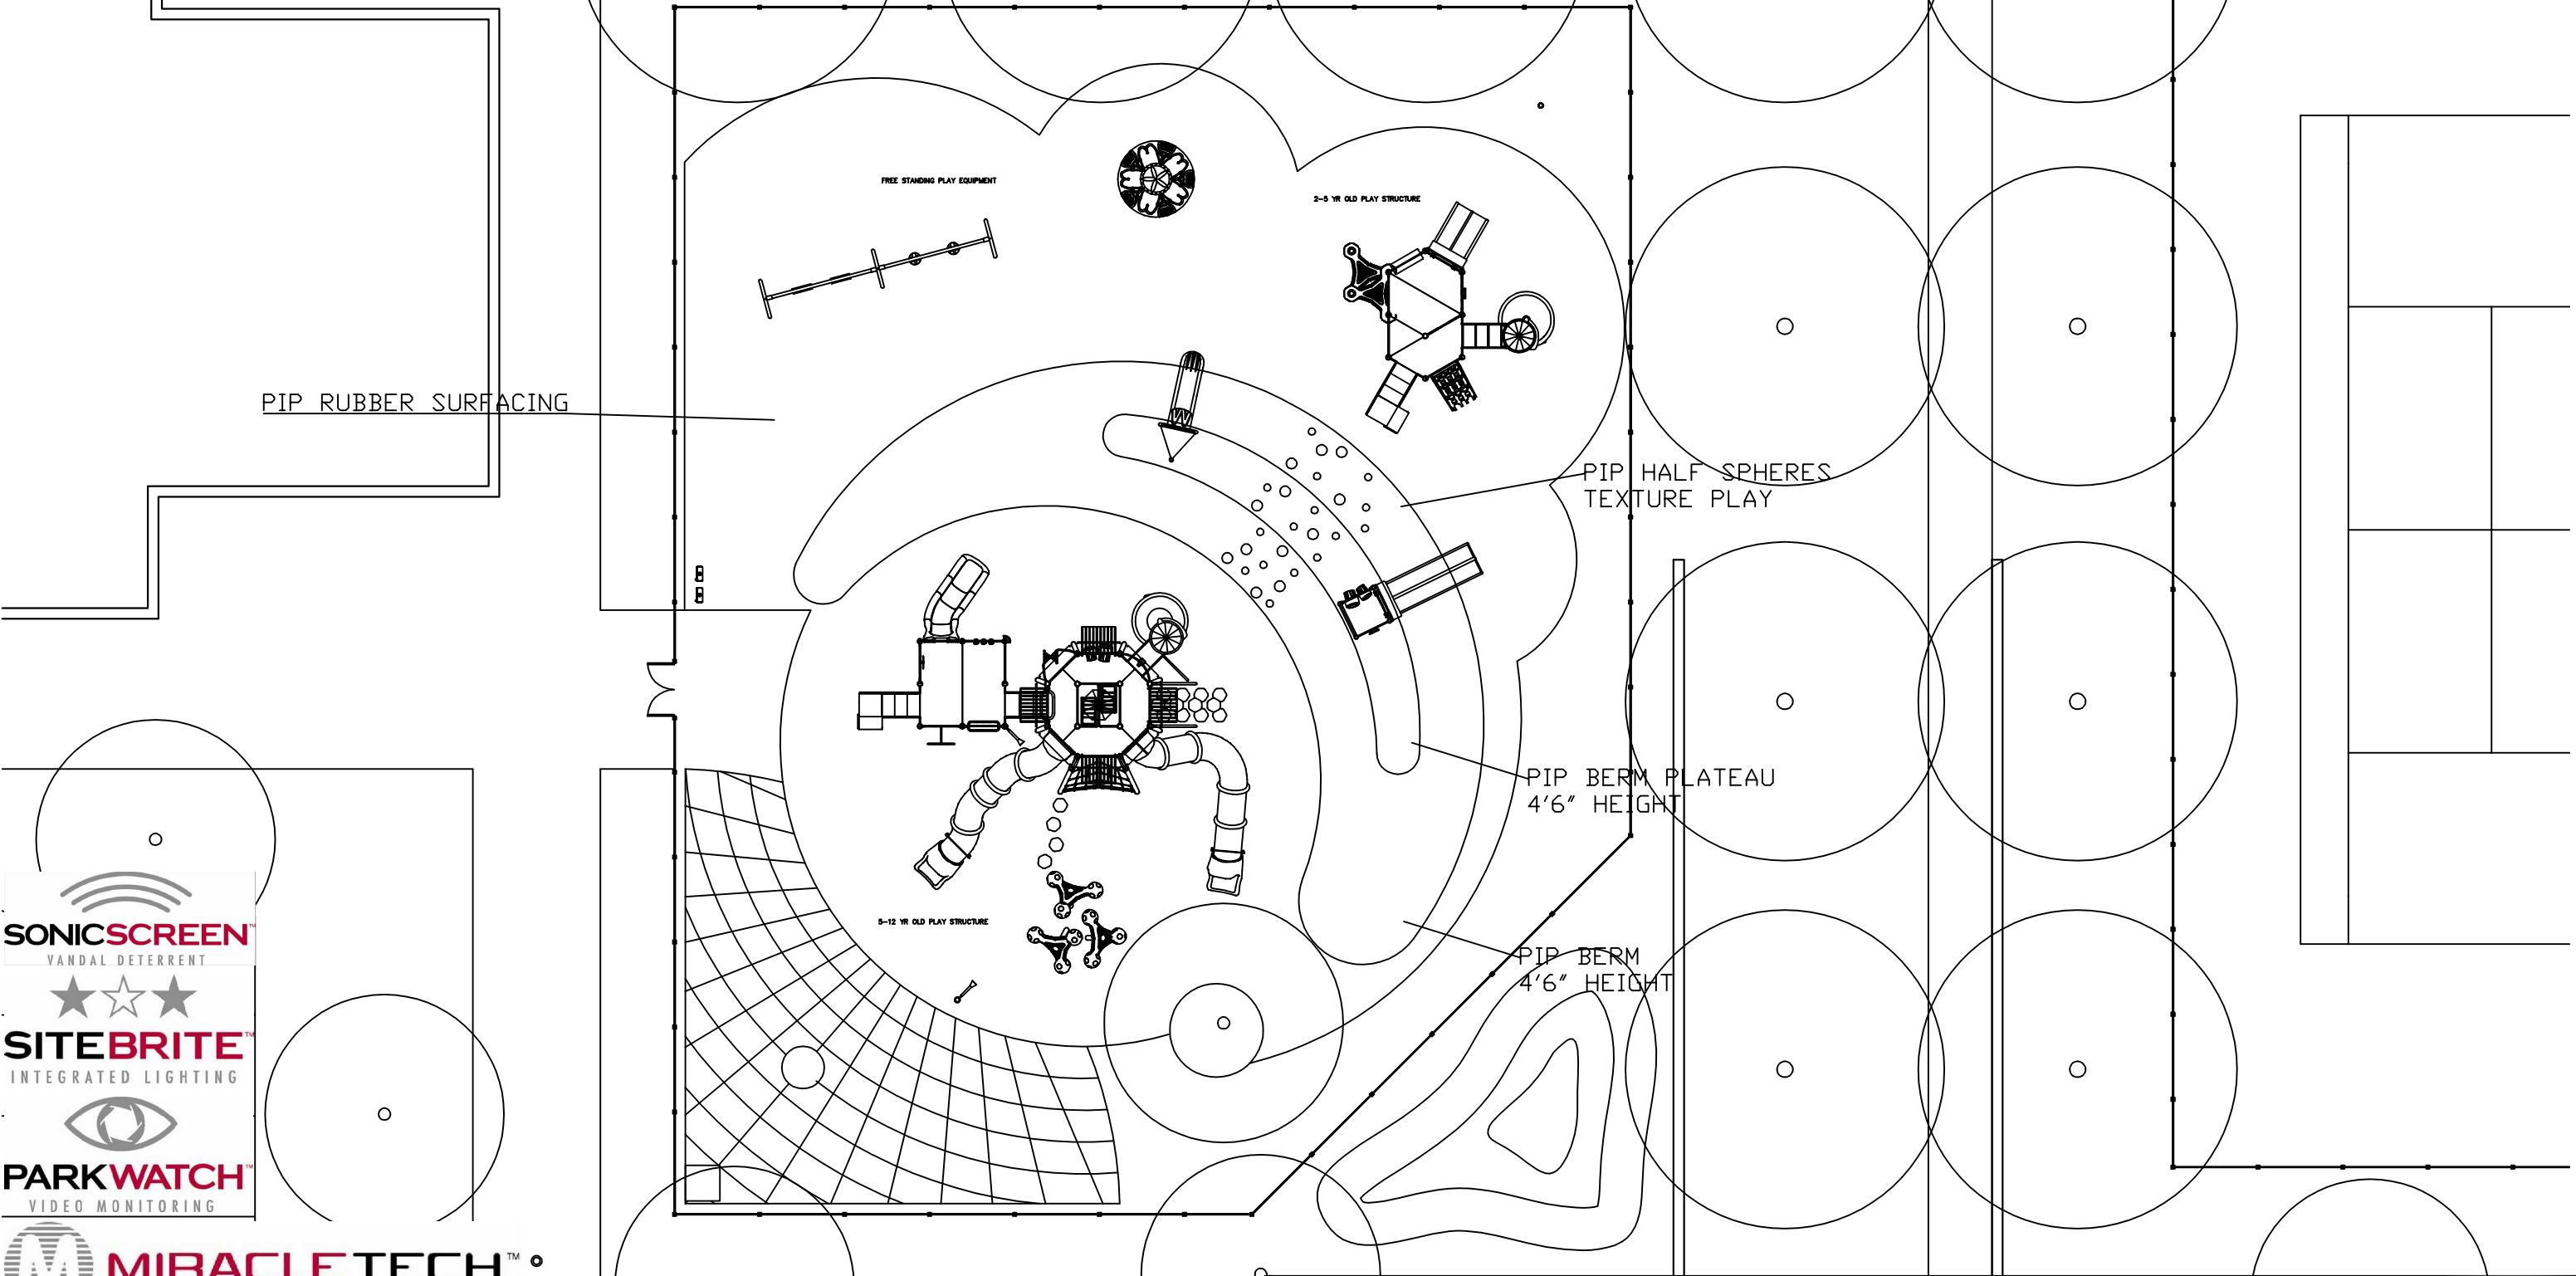 FREE STANDING PLAY EQUIPMENT
2-5 YR OLD PLAY STRUCTURE
PIP RUBBER SURFACING
PIP HALF SPHERES
TEXTURE PLAY
PIP BERM PLATEAU
4'6" HEIGHT
5-12 YR OLD PLAY STRUCTURE
PIP BERM
4'6" HEIGHT
SONICSCREEN™
VANDAL DETERRENT
SITEBRITE™
INTEGRATED LIGHTING
PARKWATCH™
VIDEO MONITORING
MIRACLETECH™